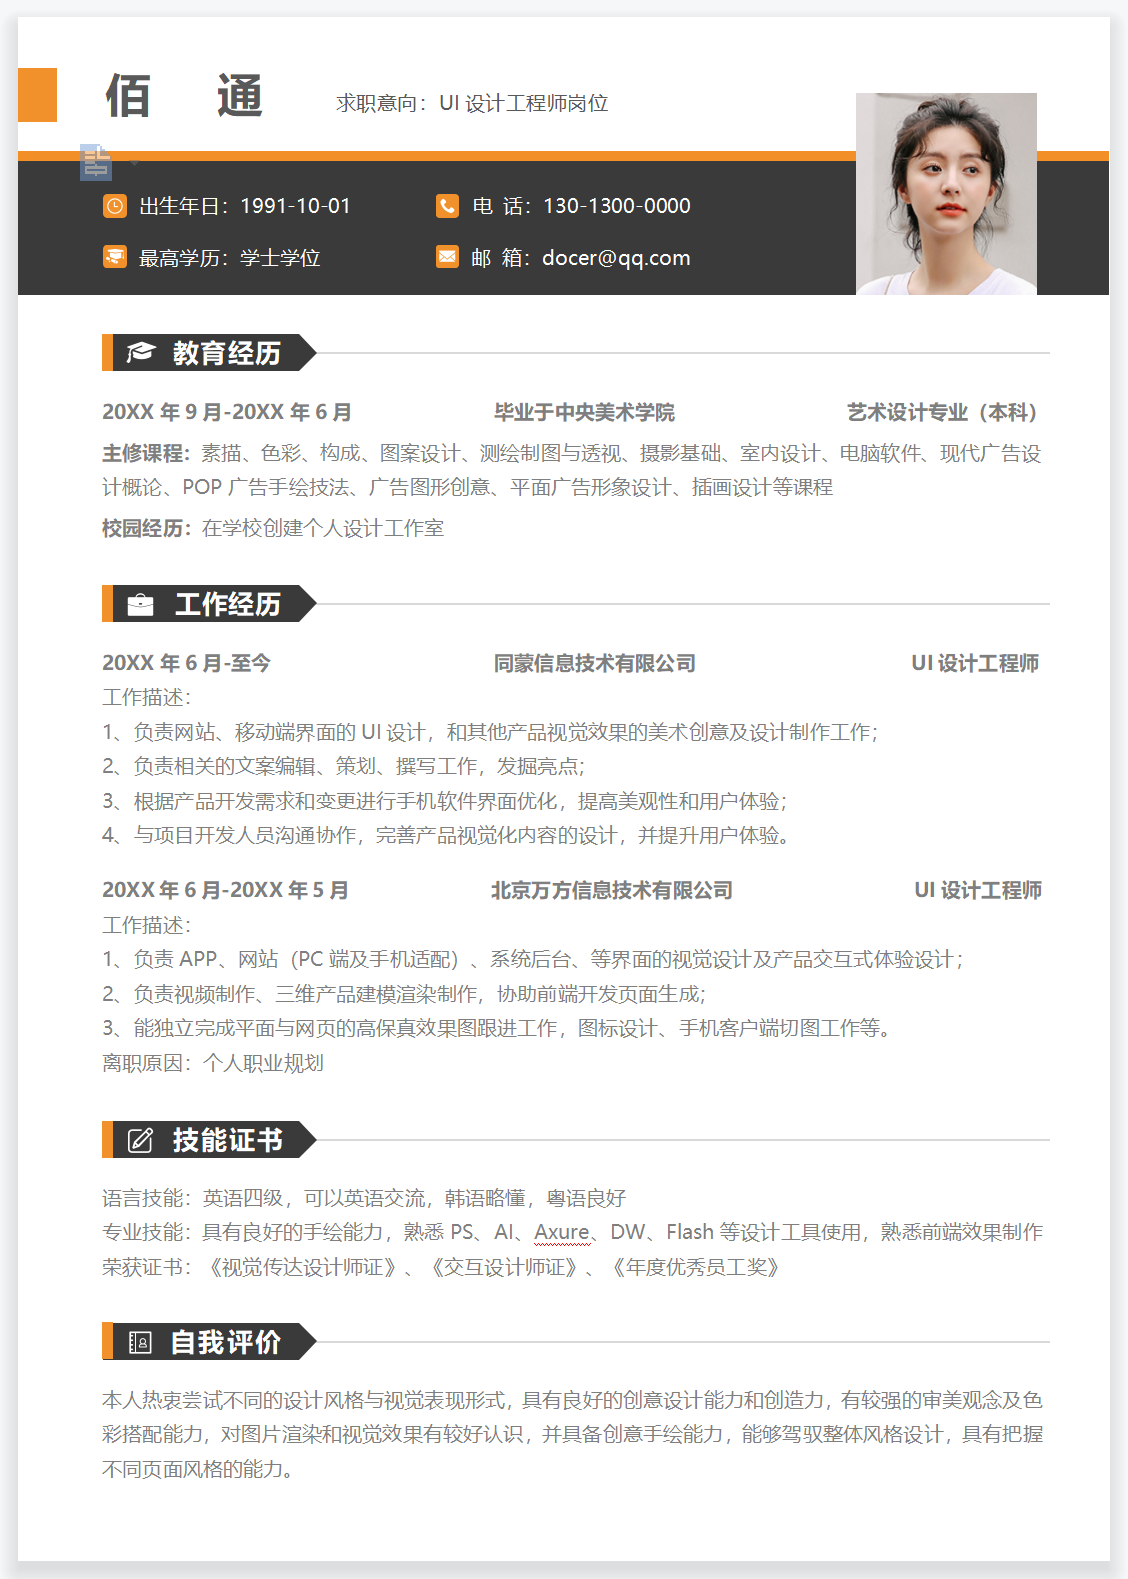 佰 通
求职意向：UI 设计工程师岗位
出生年日：1991-10-01
电 话：130-1300-0000
最高学历：学士学位
邮 箱：docer@qq.com
教育经历
20XX 年 9 月-20XX 年 6 月 毕业于中央美术学院 艺术设计专业（本科）
主修课程：素描、色彩、构成、图案设计、测绘制图与透视、摄影基础、室内设计、电脑软件、现代广告设
计概论、POP 广告手绘技法、广告图形创意、平面广告形象设计、插画设计等课程
校园经历：在学校创建个人设计工作室
工作经历
20XX 年 6 月-至今 同蒙信息技术有限公司 UI 设计工程师
工作描述：
1、负责网站、移动端界面的 UI 设计，和其他产品视觉效果的美术创意及设计制作工作；
2、负责相关的文案编辑、策划、撰写工作，发掘亮点；
3、根据产品开发需求和变更进行手机软件界面优化，提高美观性和用户体验；
4、与项目开发人员沟通协作，完善产品视觉化内容的设计，并提升用户体验。
20XX 年 6 月-20XX 年 5 月 北京万方信息技术有限公司 UI 设计工程师
工作描述：
1、负责 APP、网站（PC 端及手机适配）、系统后台、等界面的视觉设计及产品交互式体验设计；
2、负责视频制作、三维产品建模渲染制作，协助前端开发页面生成；
3、能独立完成平面与网页的高保真效果图跟进工作，图标设计、手机客户端切图工作等。
离职原因：个人职业规划
技能证书
语言技能：英语四级，可以英语交流，韩语略懂，粤语良好
专业技能：具有良好的手绘能力，熟悉 PS、AI、Axure、DW、Flash 等设计工具使用，熟悉前端效果制作
荣获证书：《视觉传达设计师证》、《交互设计师证》、《年度优秀员工奖》
自我评价
本人热衷尝试不同的设计风格与视觉表现形式，具有良好的创意设计能力和创造力，有较强的审美观念及色
彩搭配能力，对图片渲染和视觉效果有较好认识，并具备创意手绘能力，能够驾驭整体风格设计，具有把握
不同页面风格的能力。